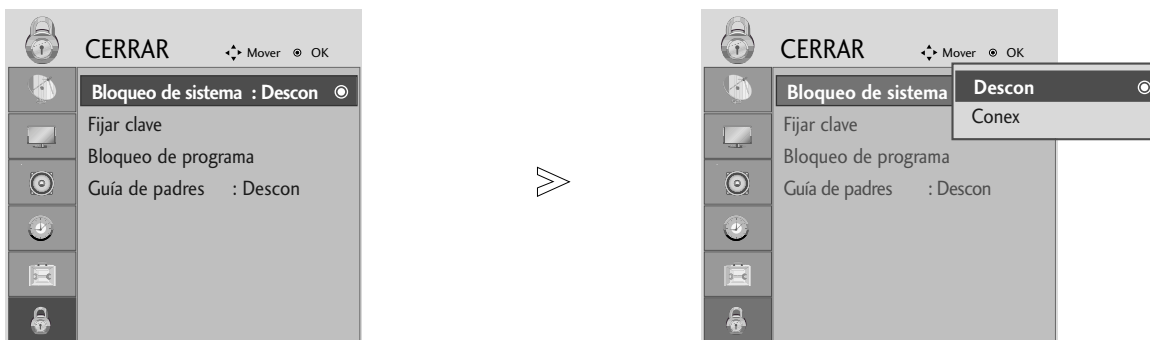 CERRAR Mover OK
Bloqueo de sistema : Descon
Fijar clave
Bloqueo de programa
Guía de padres : Descon
CERRAR Mover OK
Bloqueo de sistema
Descon
Conex
Fijar clave
Bloqueo de programa
Guía de padres : Descon